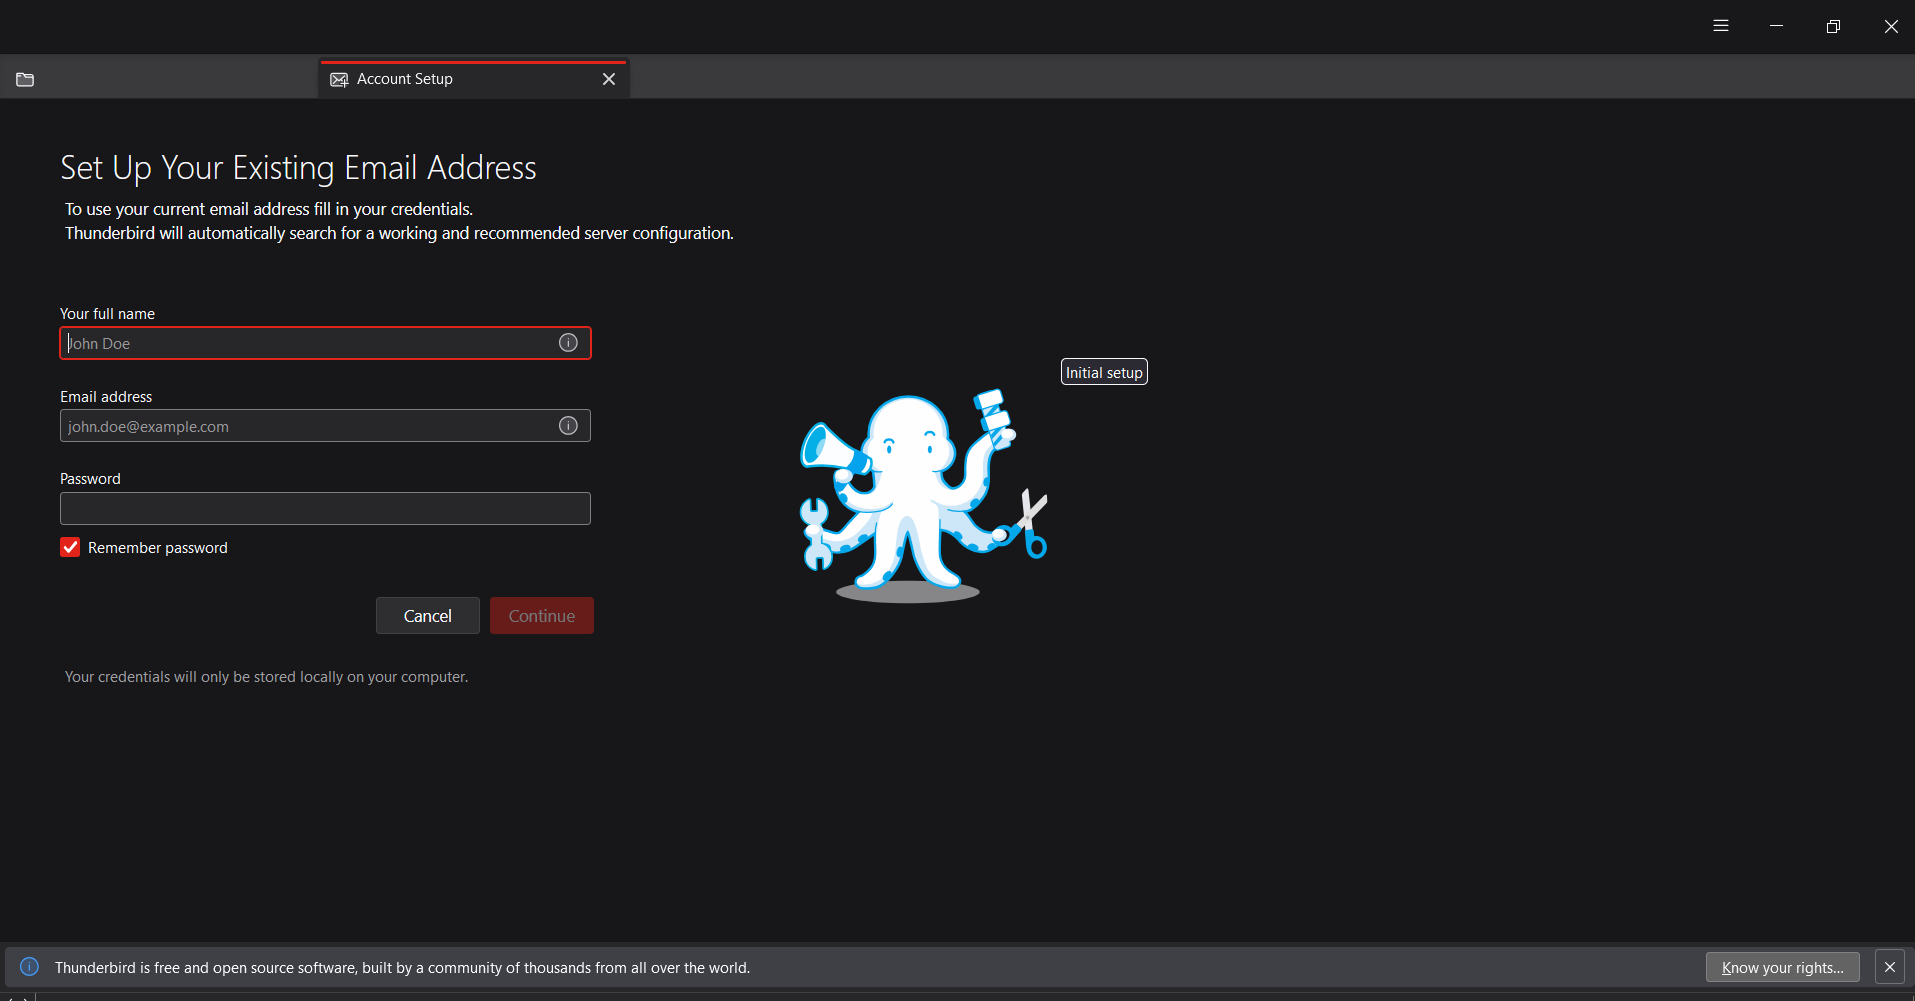 Account Setup
Set Up Your Existing Email Address
To use your current email address fill in your credentials.
Thunderbird will automatically search for a working and recommended server configuration.
Your full name
John Doe
Initial setup
Email address
john.doe@example.com
Password
Remember password
Cancel
Continue
Your credentials will only be stored locally on your computer.
Thunderbird is free and open source software, built by a community of thousands from all over the world.
Know your rights...